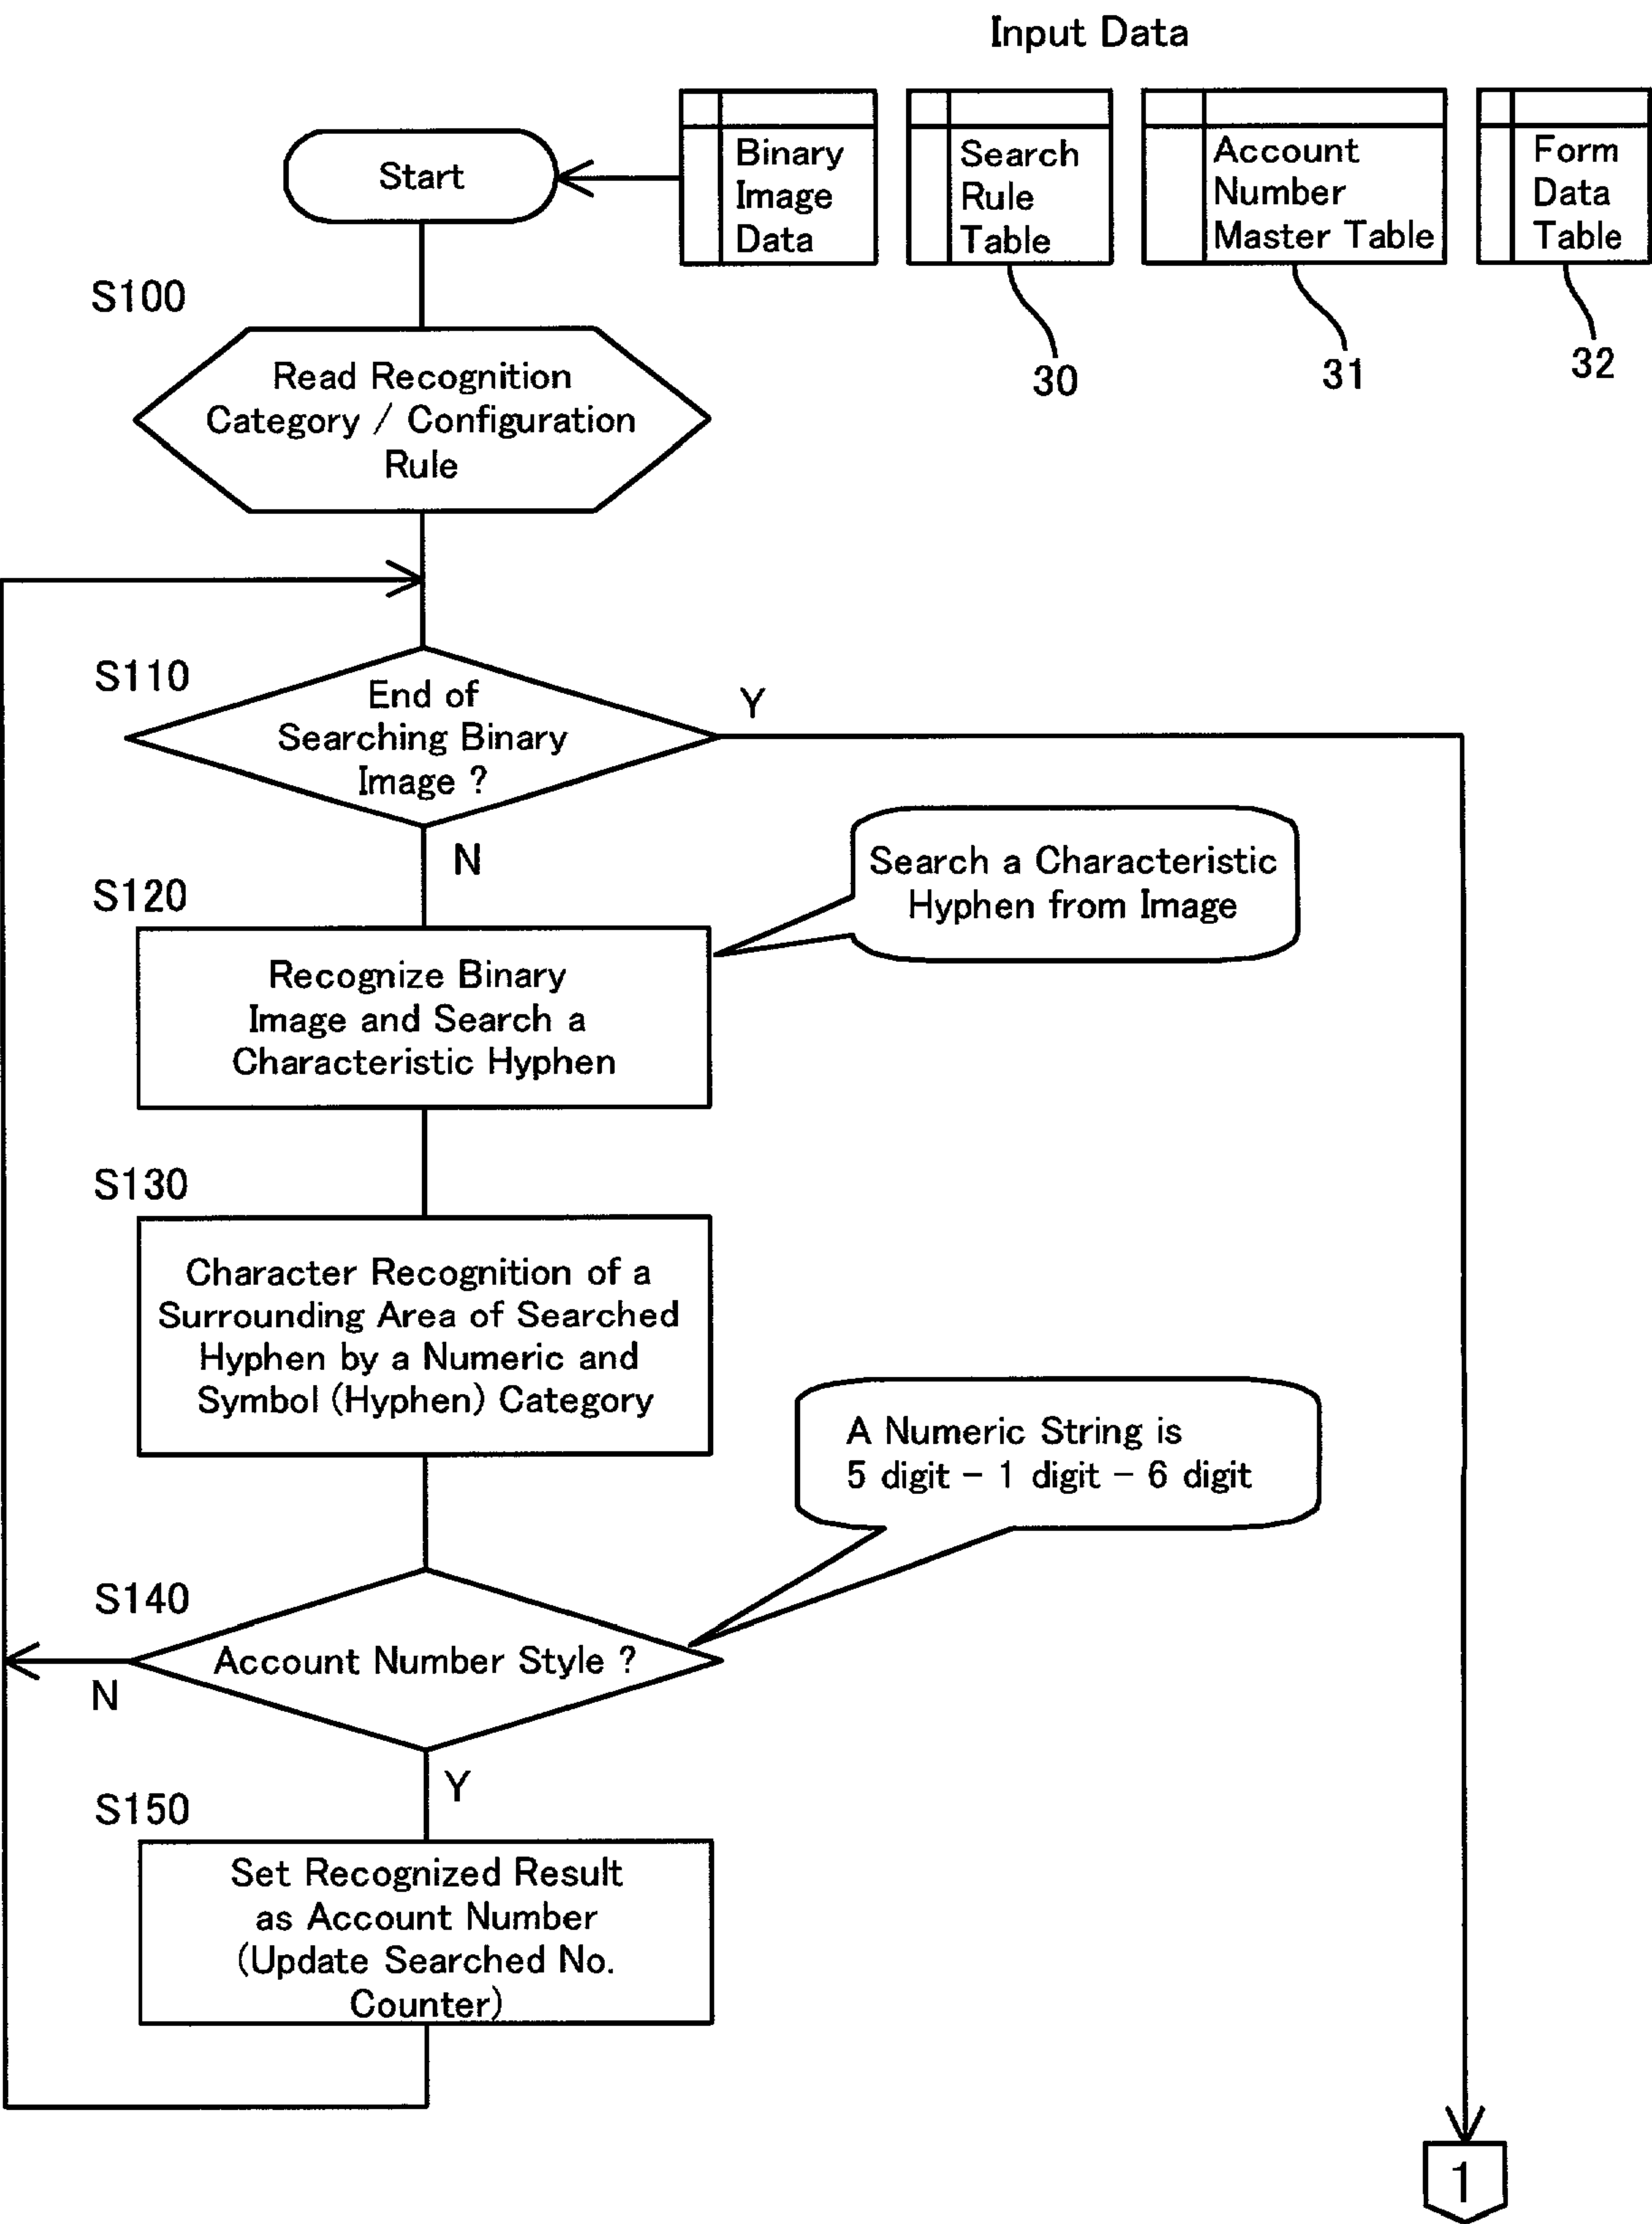 Input Data
Binary
Image
Data
Search
Rule
Table
Account
Number
Master Table
Form
Data
Table
30
31
32
Start
S100
Read Recognition
Category / Configuration
Rule
S110
End of
Searching Binary
Image ?
Y
N
Search a Characteristic
Hyphen from Image
S120
Recognize Binary
Image and Search a
Characteristic Hyphen
S130
Character Recognition of a
Surrounding Area of Searched
Hyphen by a Numeric and
Symbol (Hyphen) Category
A Numeric String is
5 digit – 1 digit – 6 digit
S140
Account Number Style ?
N
Y
S150
Set Recognized Result
as Account Number
(Update Searched No.
Counter)
1